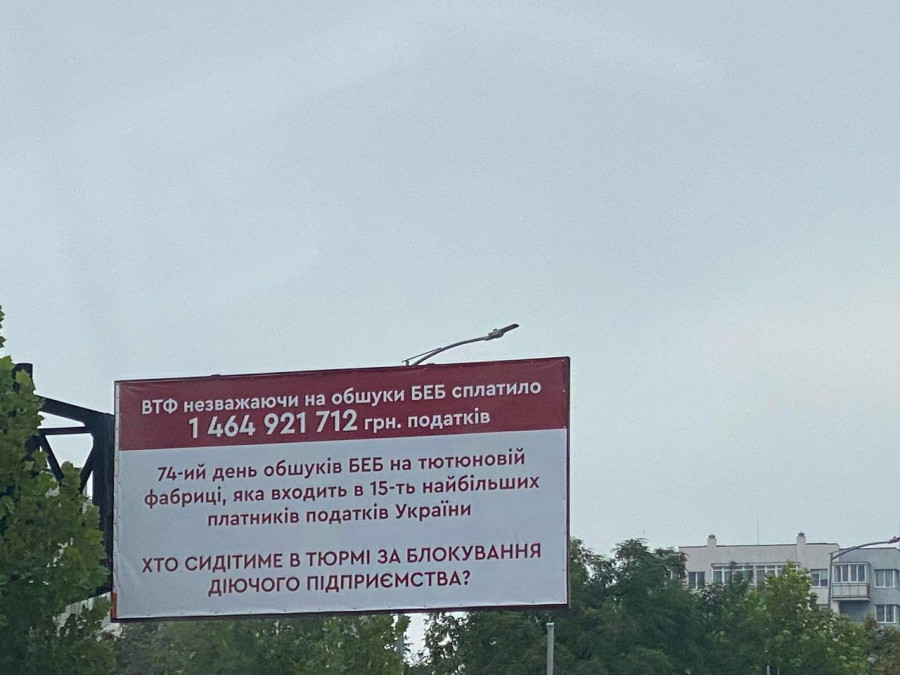 ВТФ незважаючи на обшуки БЕБ сплатило
1 464 921 712 грн. податків
74-ий день обшуків БЕБ на тютюновій
фабриці, яка входить в 15-ть найбільших
платників податків України
ХТО СИДІТИМЕ В ТЮРМІ ЗА БЛОКУВАННЯ
ДІЮЧОГО ПІДПРИЄМСТВА?